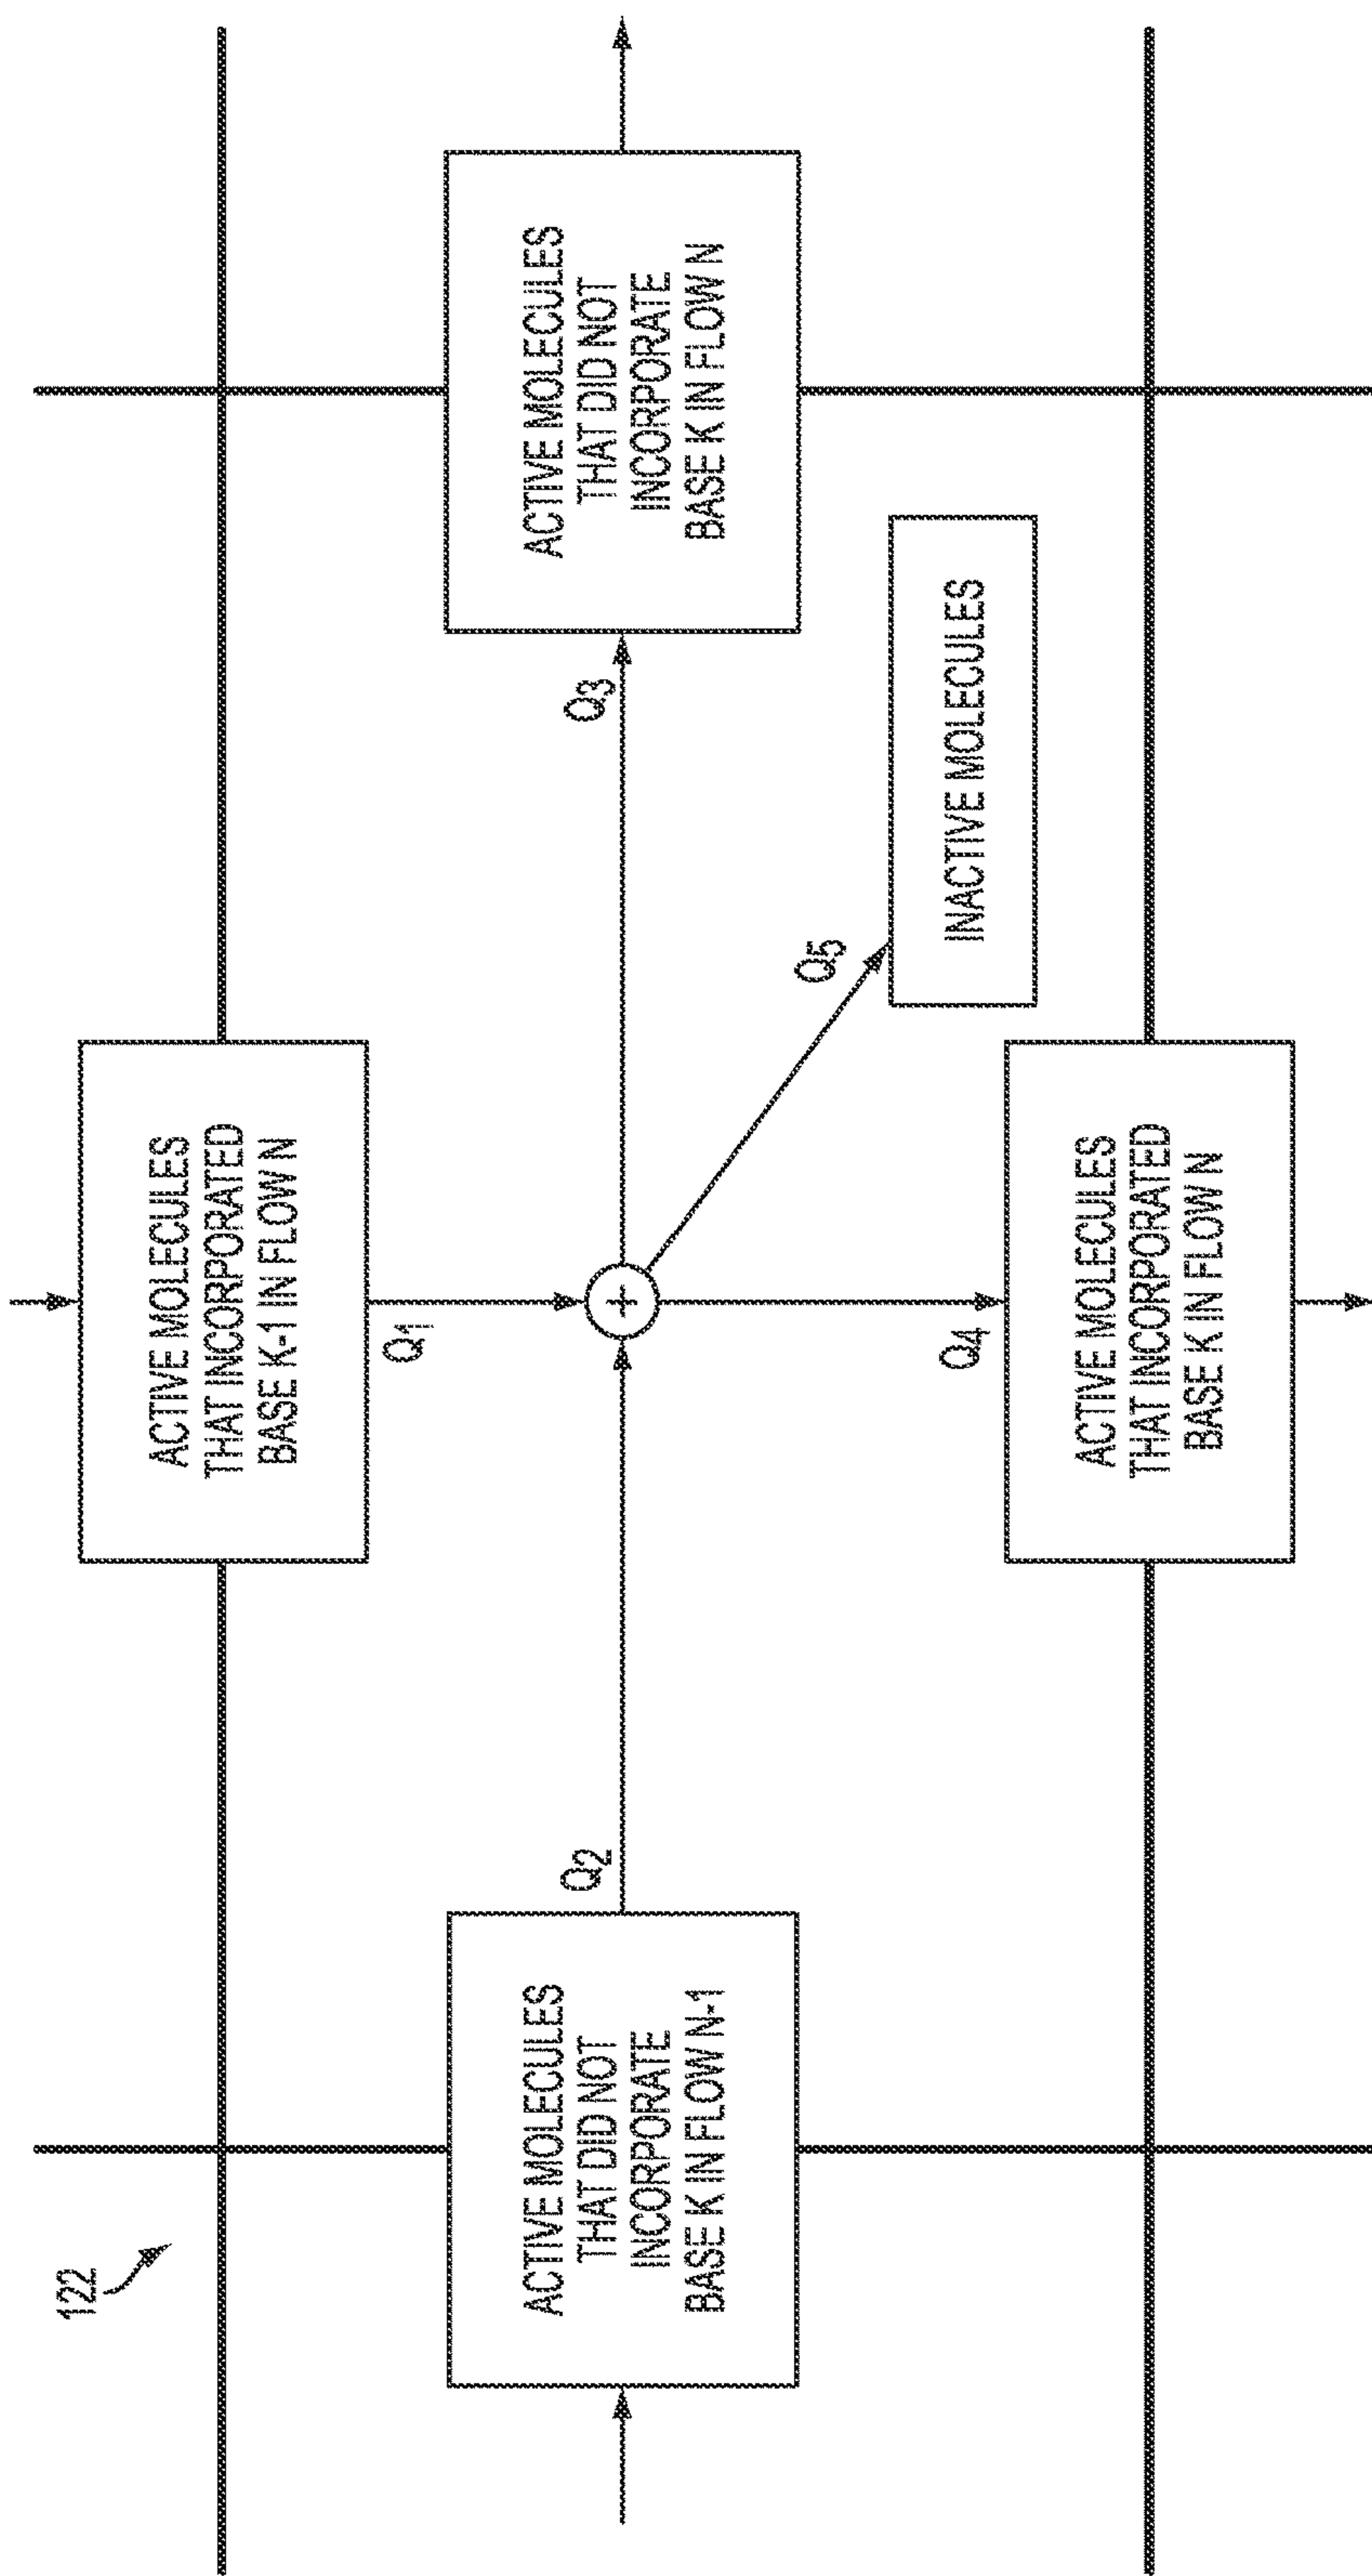 122
ACTIVE MOLECULES
THAT INCORPORATED
BASE K-1 IN FLOW N
Q1
ACTIVE MOLECULES
THAT DID NOT
INCORPORATE
BASE K IN FLOW N-1
Q2
+
Q3
ACTIVE MOLECULES
THAT DID NOT
INCORPORATE
BASE K IN FLOW N
Q5
INACTIVE MOLECULES
Q4
ACTIVE MOLECULES
THAT INCORPORATED
BASE K IN FLOW N